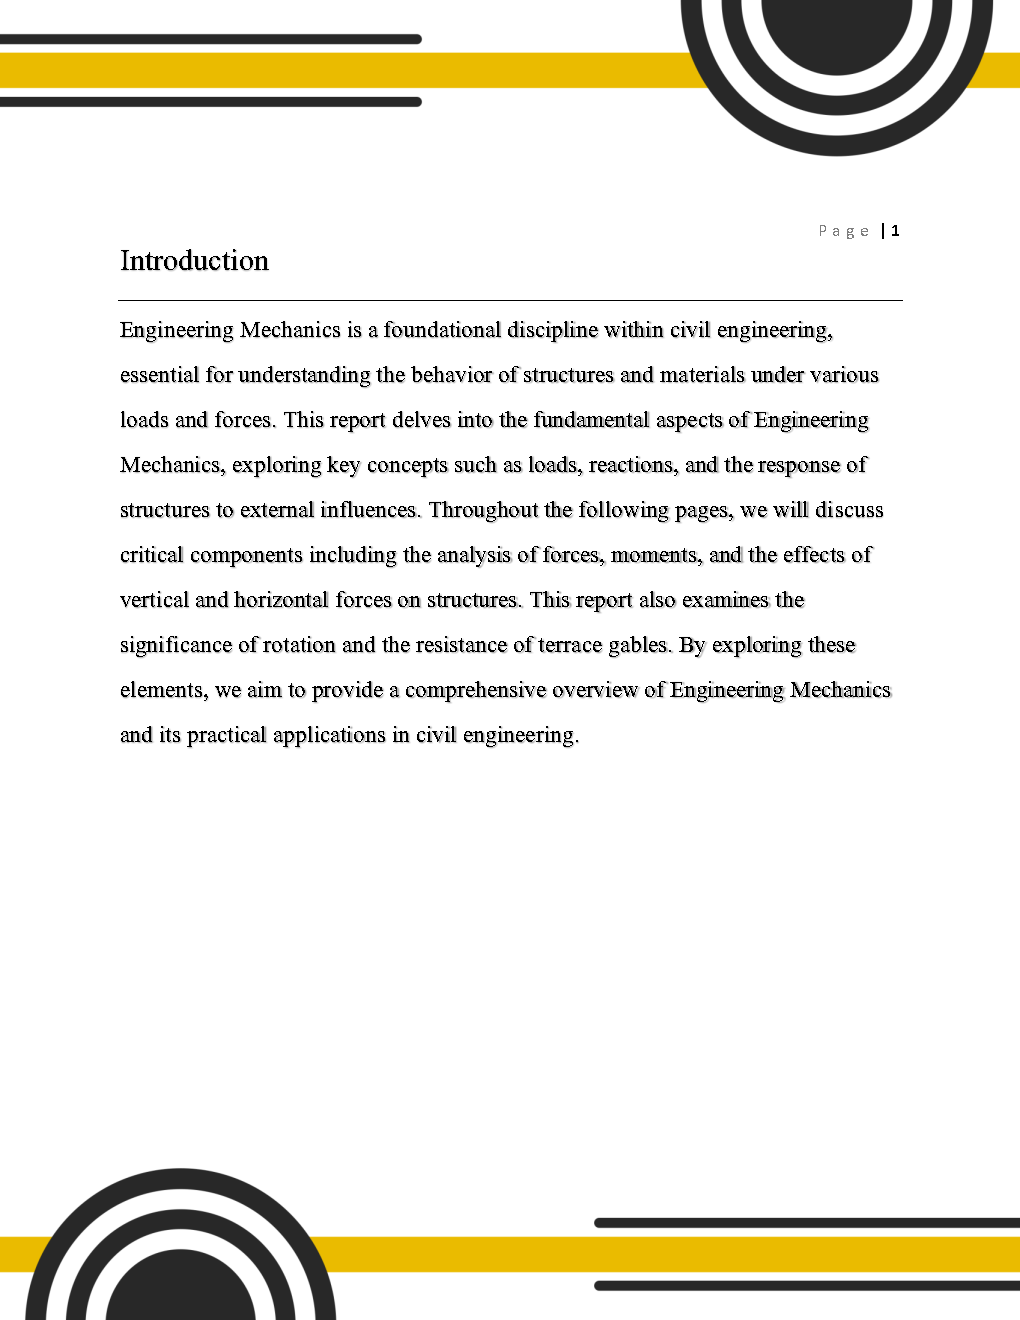 Page | 1
Introduction
Engineering Mechanics is a foundational discipline within civil engineering,
essential for understanding the behavior of structures and materials under various
loads and forces. This report delves into the fundamental aspects of Engineering
Mechanics, exploring key concepts such as loads, reactions, and the response of
structures to external influences. Throughout the following pages, we will discuss
critical components including the analysis of forces, moments, and the effects of
vertical and horizontal forces on structures. This report also examines the
significance of rotation and the resistance of terrace gables. By exploring these
elements, we aim to provide a comprehensive overview of Engineering Mechanics
and its practical applications in civil engineering.